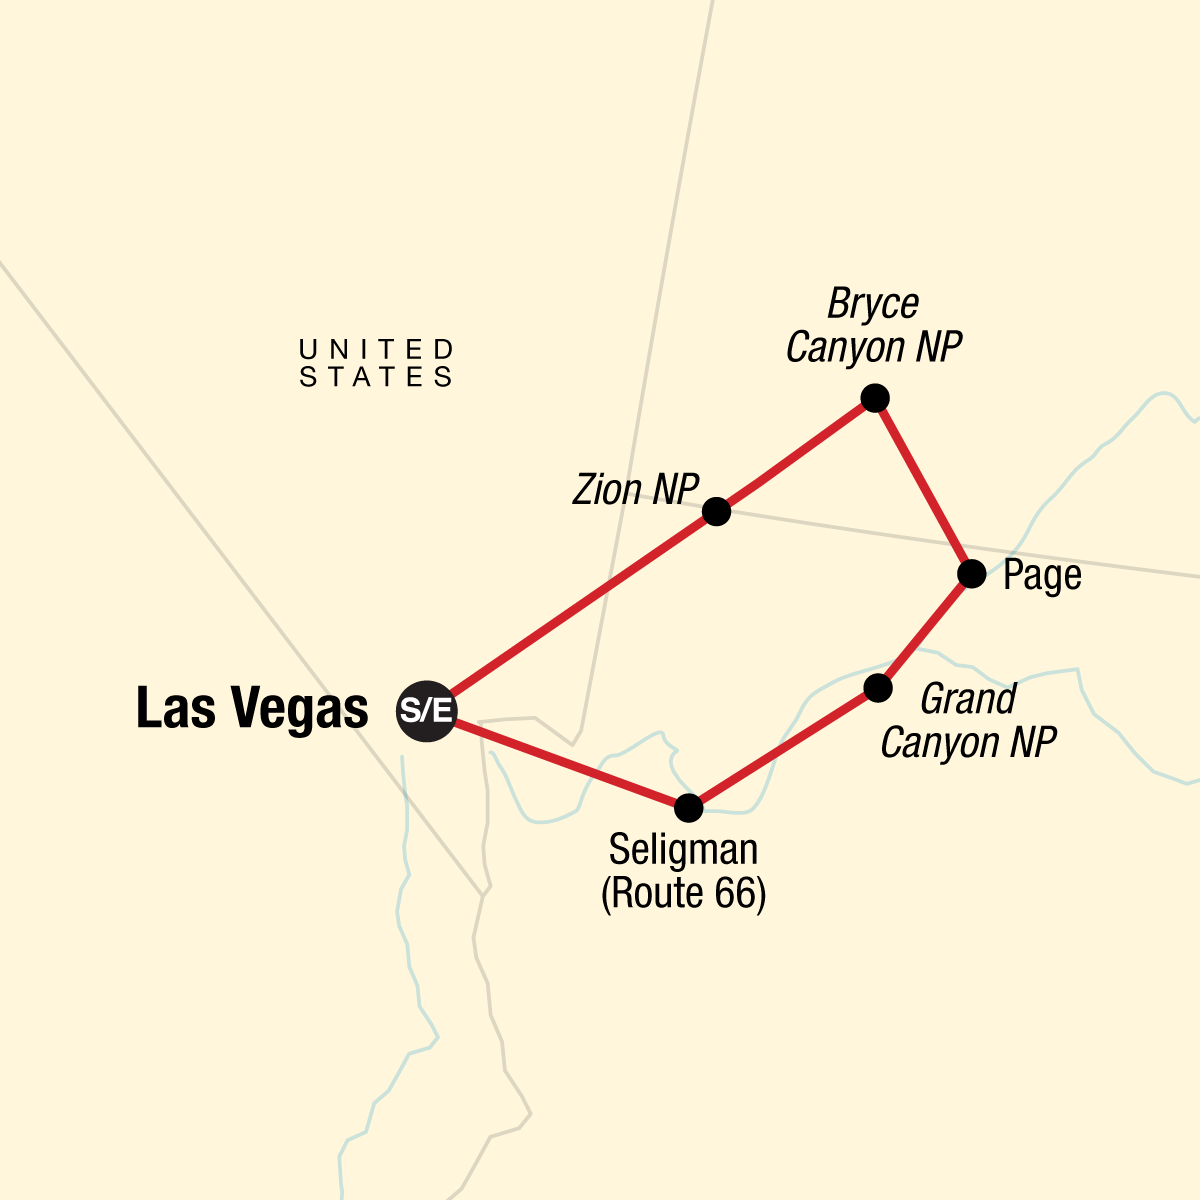 Bryce
Canyon NP
UNITED
STATES
Zion NP
Page
Las Vegas
S/E
Grand
Canyon NP
Seligman
(Route 66)